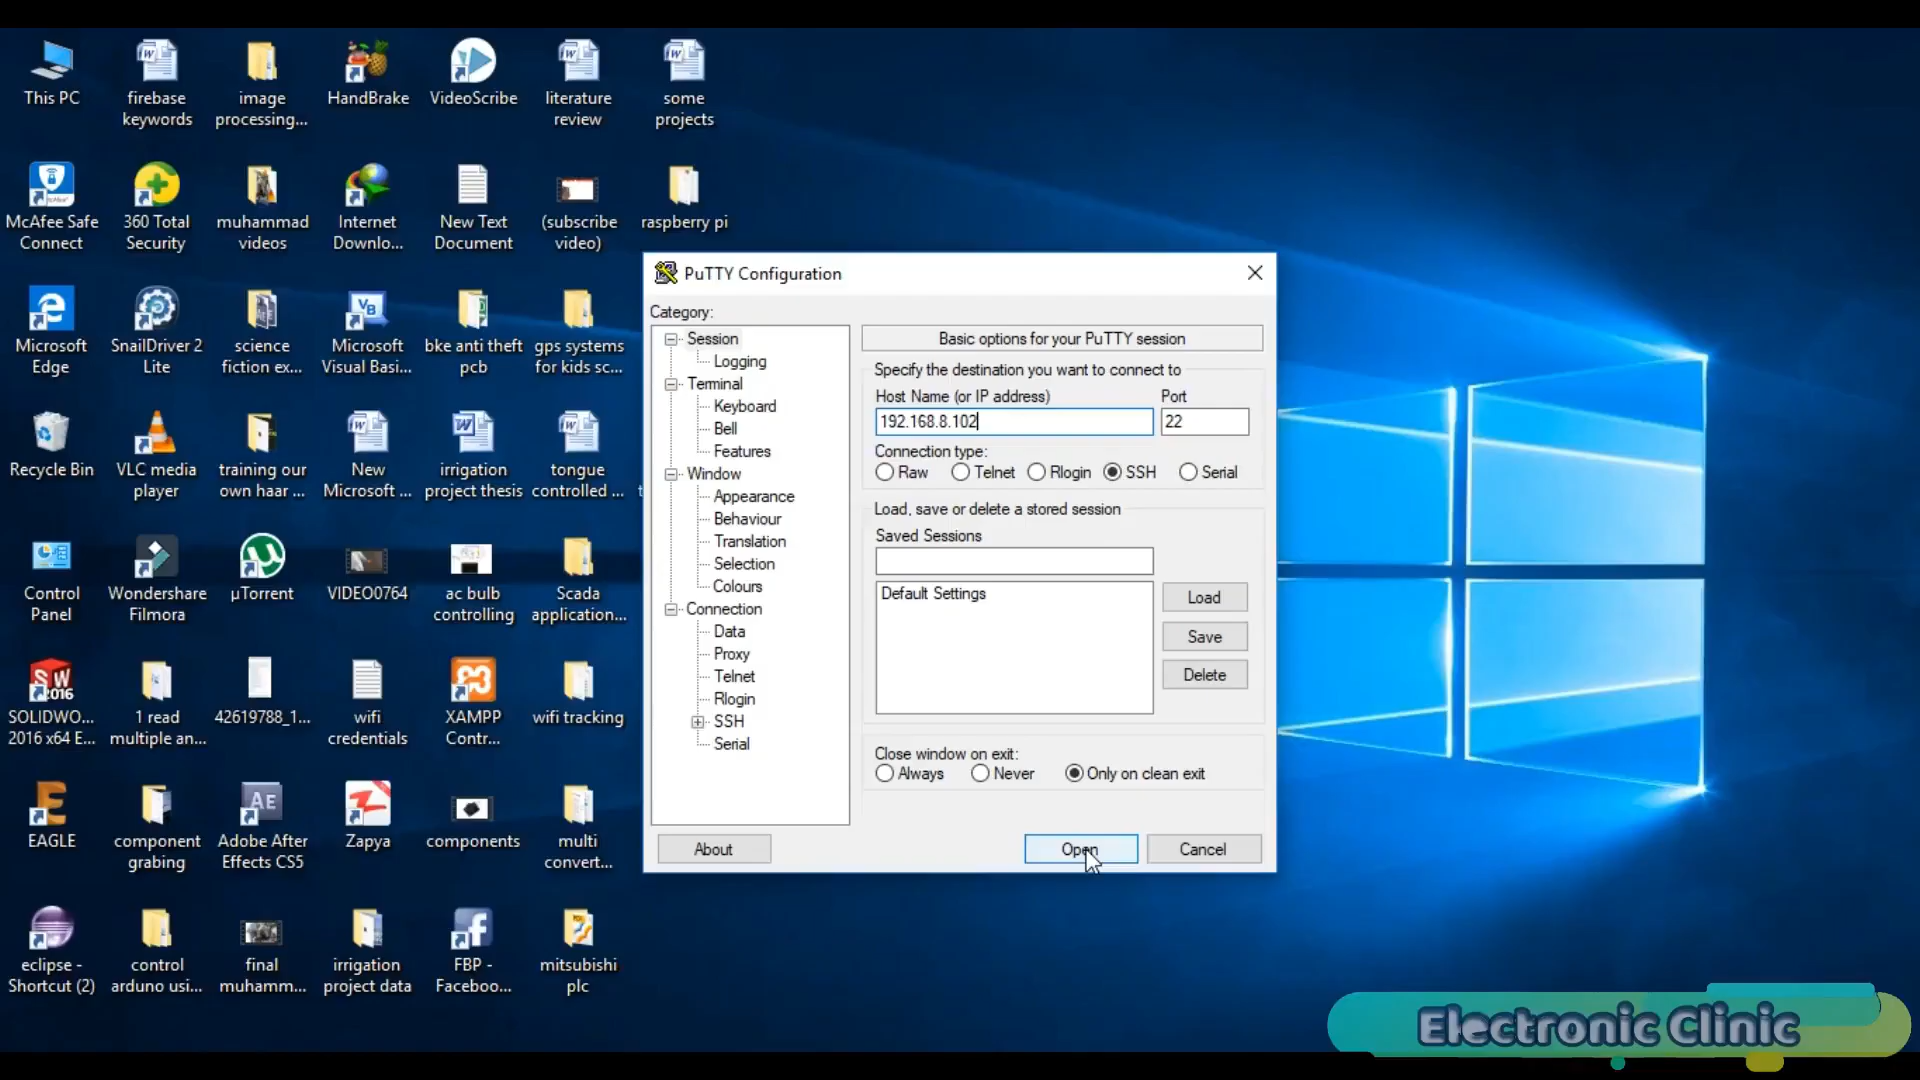 This PC
firebase
keywords
image
processing...
HandBrake
VideoScribe
literature
review
some
projects
McAfee Safe
Connect
360 Total
Security
muhammad
videos
Internet
Downlo...
New Text
Document
(subscribe
video)
raspberry pi
Microsoft
Edge
SnailDriver 2
Lite
science
fiction ex...
Microsoft
Visual Basi...
bke anti theft
pcb
gps systems
for kids sc...
Recycle Bin
VLC media
player
training our
own haar ...
New
Microsoft ...
irrigation
project thesis
tongue
controlled ...
Control
Panel
Wondershare
Filmora
µTorrent
VIDEO0764
ac bulb
controlling
Scada
application...
SOLIDWO...
2016 x64 E...
1 read
multiple an...
42619788_1...
wifi
credentials
XAMPP
Contr...
wifi tracking
EAGLE
component
grabing
Adobe After
Effects CS5
Zapya
components
multi
convert...
eclipse -
Shortcut (2)
control
arduno usi...
final
muhamm...
irrigation
project data
FBP -
Faceboo...
mitsubishi
plc
PuTTY Configuration
Category:
Session
Logging
Terminal
Keyboard
Bell
Features
Window
Appearance
Behaviour
Translation
Selection
Colours
Connection
Data
Proxy
Telnet
Rlogin
SSH
Serial
Basic options for your PuTTY session
Specify the destination you want to connect to
Host Name (or IP address) Port
192.168.8.102 22
Connection type:
Raw Telnet Rlogin SSH Serial
Load, save or delete a stored session
Saved Sessions
Default Settings
Load
Save
Delete
Close window on exit:
Always Never Only on clean exit
About Open Cancel
Electronic Clinic